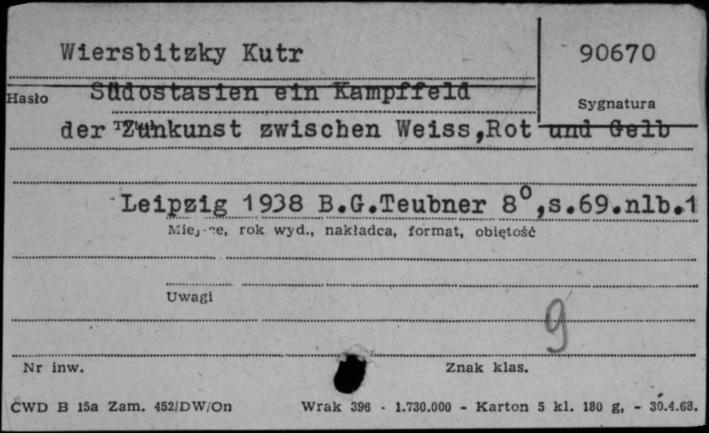 Wiersbitzky Kutr
90670
Hasło
Südostasien ein Kampffeld
Sygnatura
der Zunkunst zwischen Weiss,Rot und Gelb
Leipzig 1938 B.G.Teubner 8⁰,s.69.nlb.1
Miejsce, rok wyd., nakładca, format, objętość
Uwagi
9
Nr inw.
Znak klas.
CWD B 15a Zam. 452/DW/On
Wrak 396 - 1.730.000 - Karton 5 kl. 180 g, - 30.4.68.